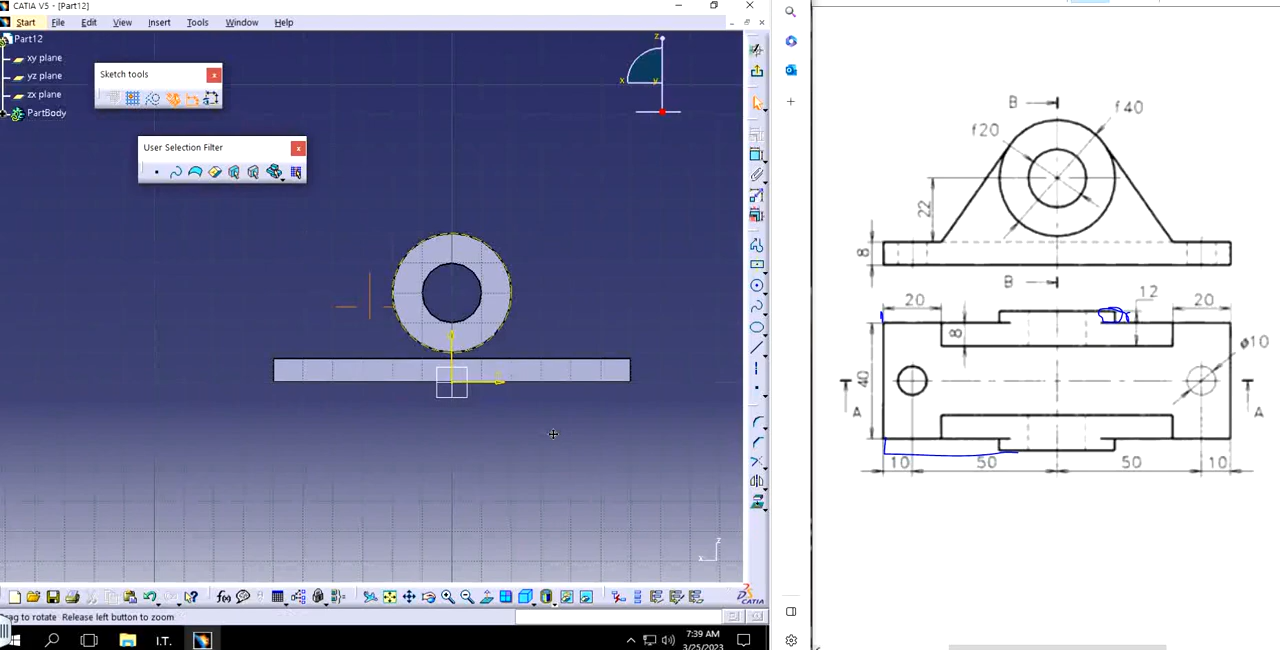 CATIA V5 - [Part12]
Start File Edit View Insert Tools Window Help
Part12
xy plane
yz plane
zx plane
PartBody
Sketch tools
x
User Selection Filter
x
z
x
y
z
x
rag to rotate Release left button to zoom
CATIA
I.T.
7:39 AM
3/25/2023
B
f20
f40
22
8
B
20
8
12
20
ø10
40
A
A
10
50
50
10